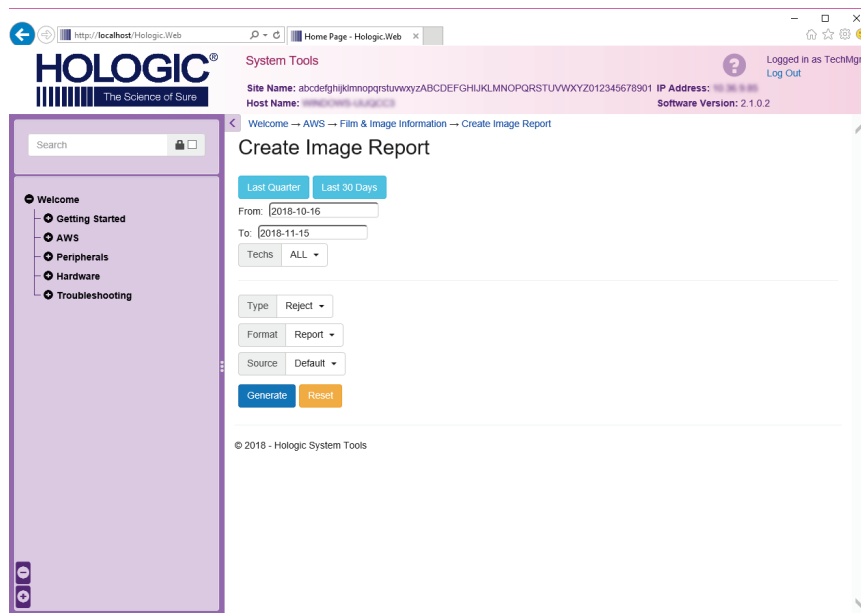 http://localhost/Hologic.Web
Home Page - Hologic.Web
HOLOGIC®
The Science of Sure
System Tools
Logged in as TechMgr
Log Out
Site Name: abcdefghijklmnopqrstuvwxyzABCDEFGHIJKLMNOPQRSTUVWXYZ012345678901 IP Address:
Host Name:
Software Version: 2.1.0.2
Welcome → AWS → Film & Image Information → Create Image Report
Search
Create Image Report
Last Quarter Last 30 Days
From: 2018-10-16
To: 2018-11-15
Techs ALL
Welcome
Getting Started
AWS
Peripherals
Hardware
Troubleshooting
Type Reject
Format Report
Source Default
Generate Reset
© 2018 - Hologic System Tools